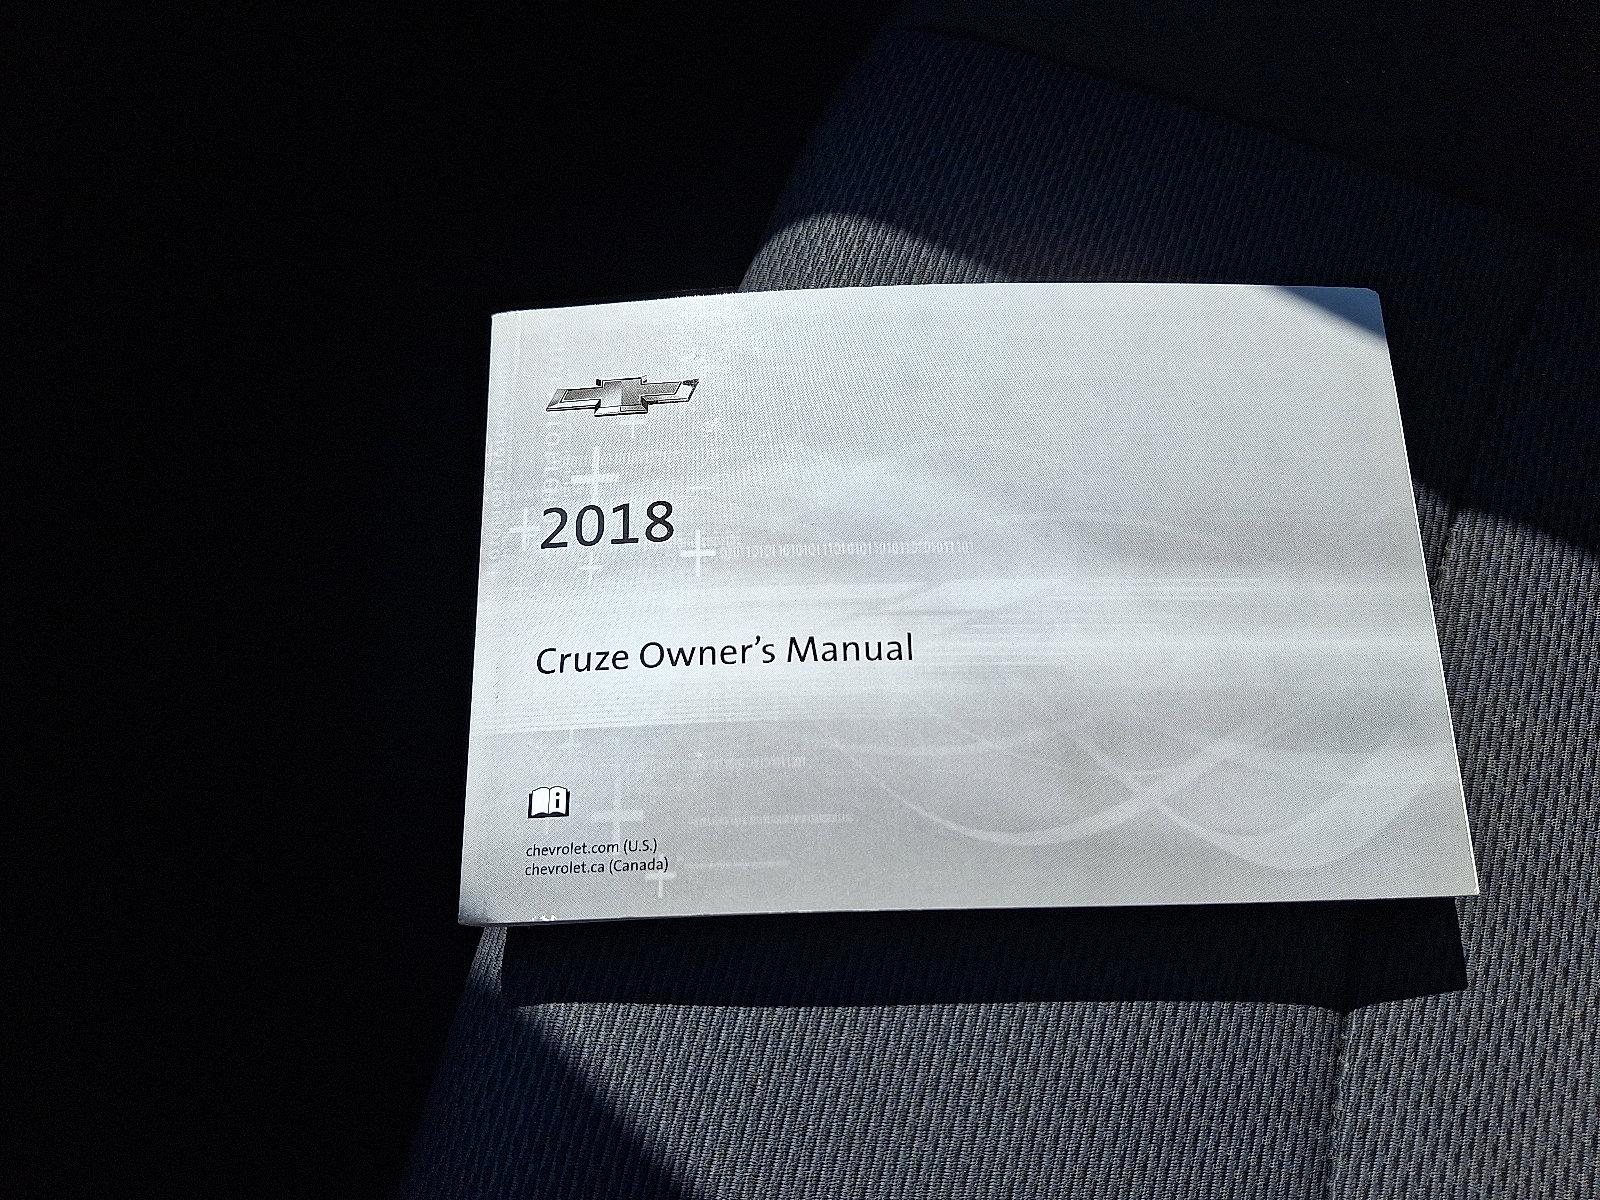 2018
Cruze Owner's Manual
chevrolet.com (U.S.)
chevrolet.ca (Canada)